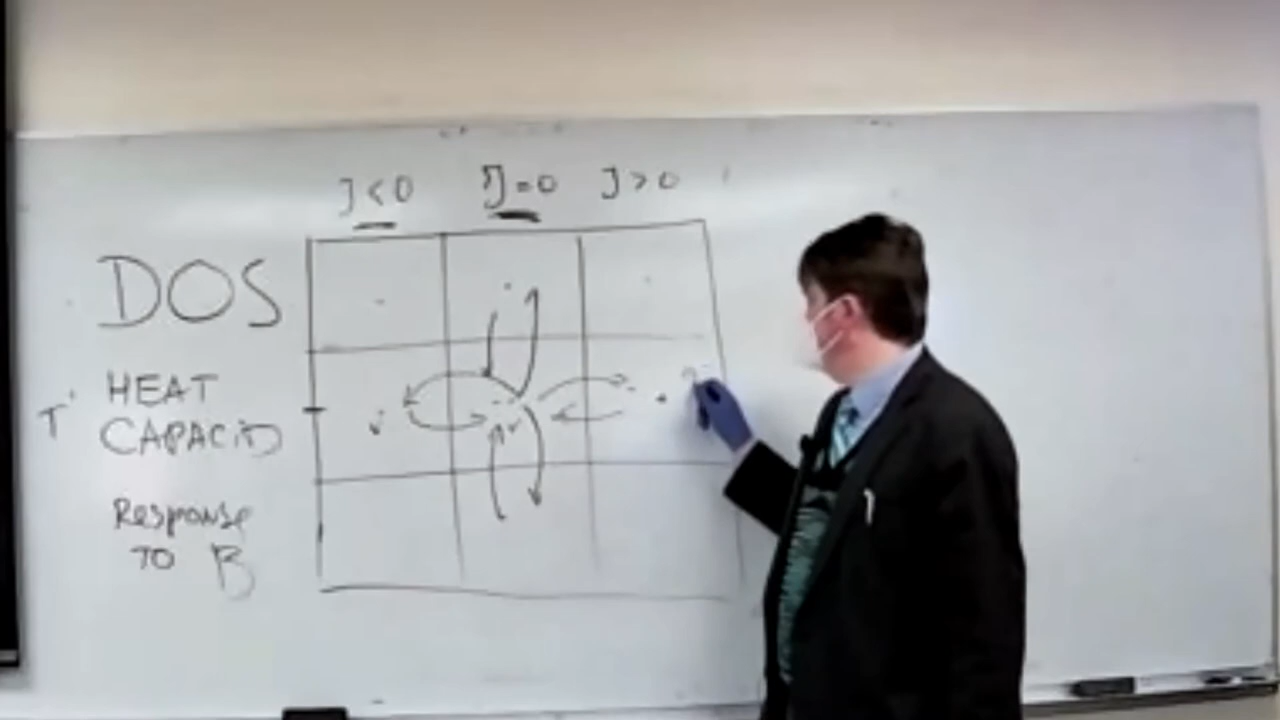 J<0 J=0 J>0
DOS
HEAT
T' CAPACITY
Response
TO B